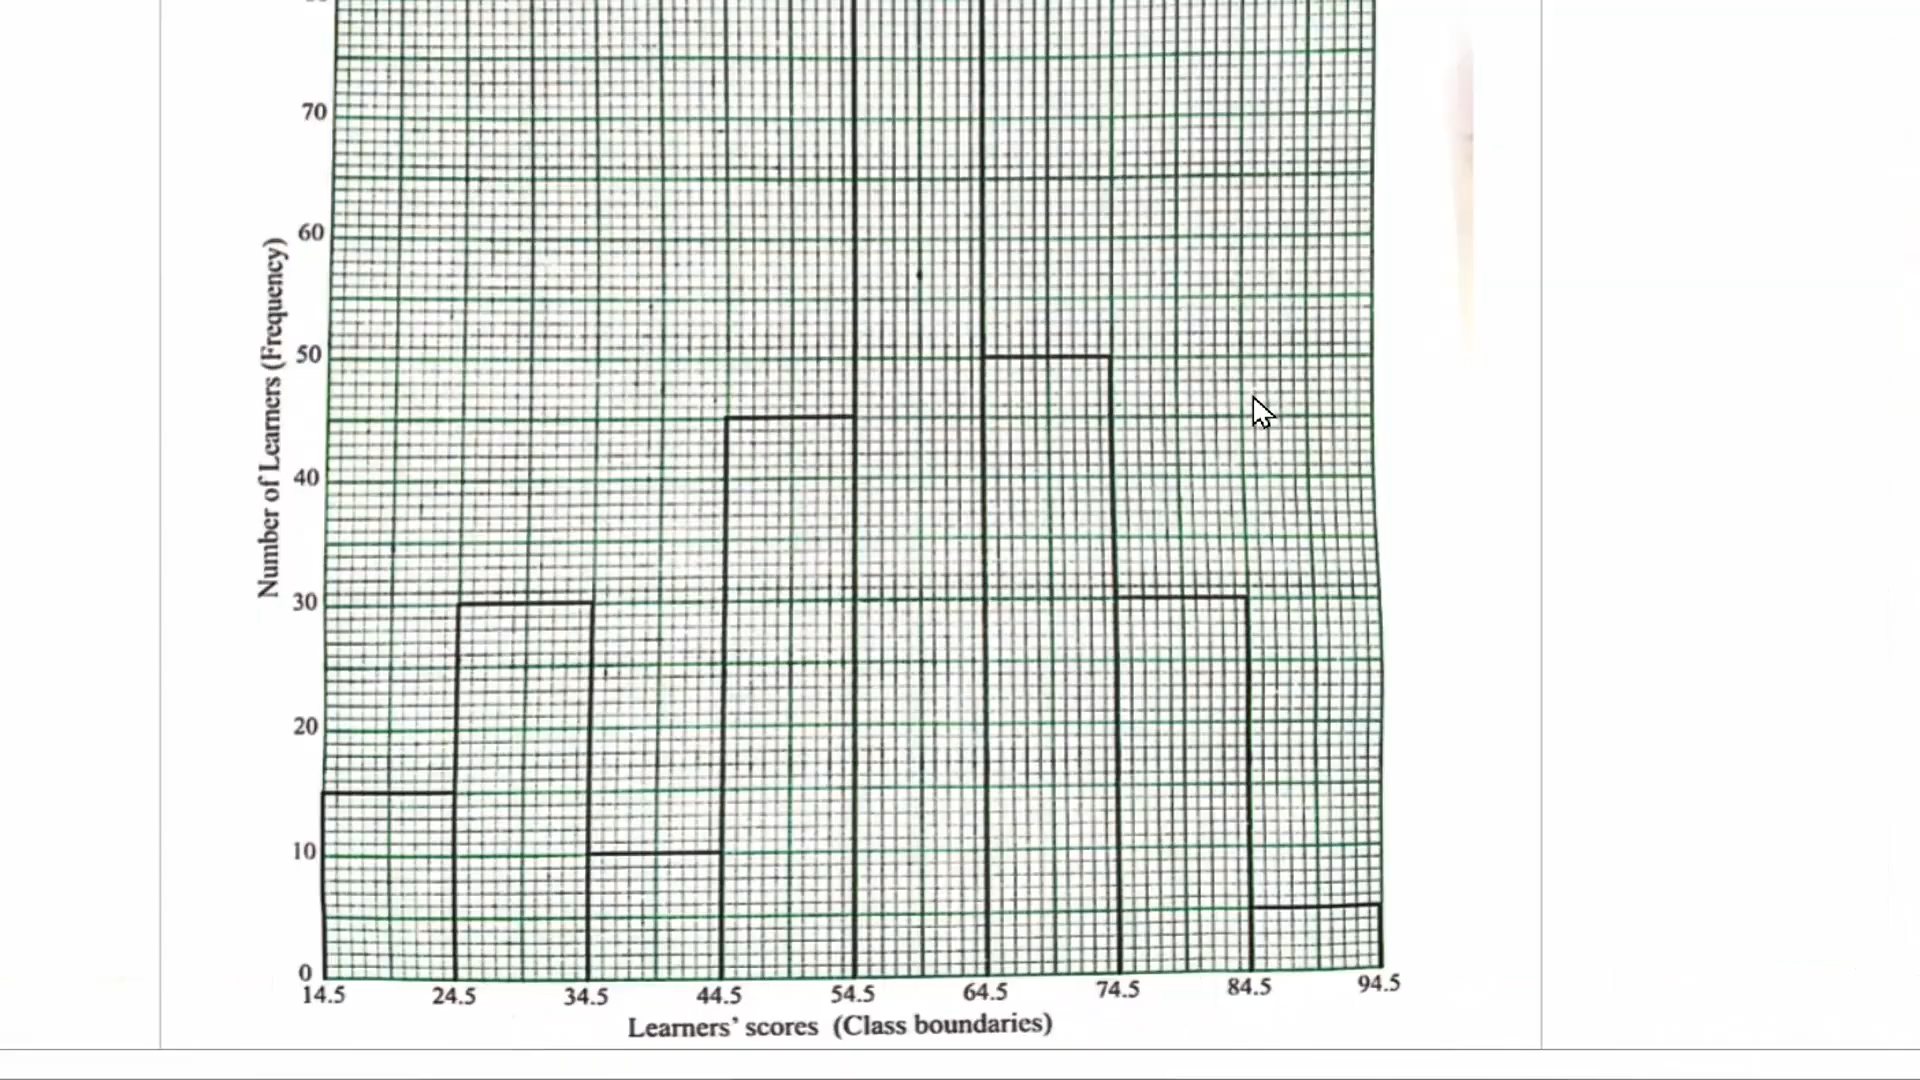 70
60
50
40
30
20
10
0
Number of Learners (Frequency)
14.5 24.5 34.5 44.5 54.5 64.5 74.5 84.5 94.5
Learners' scores (Class boundaries)